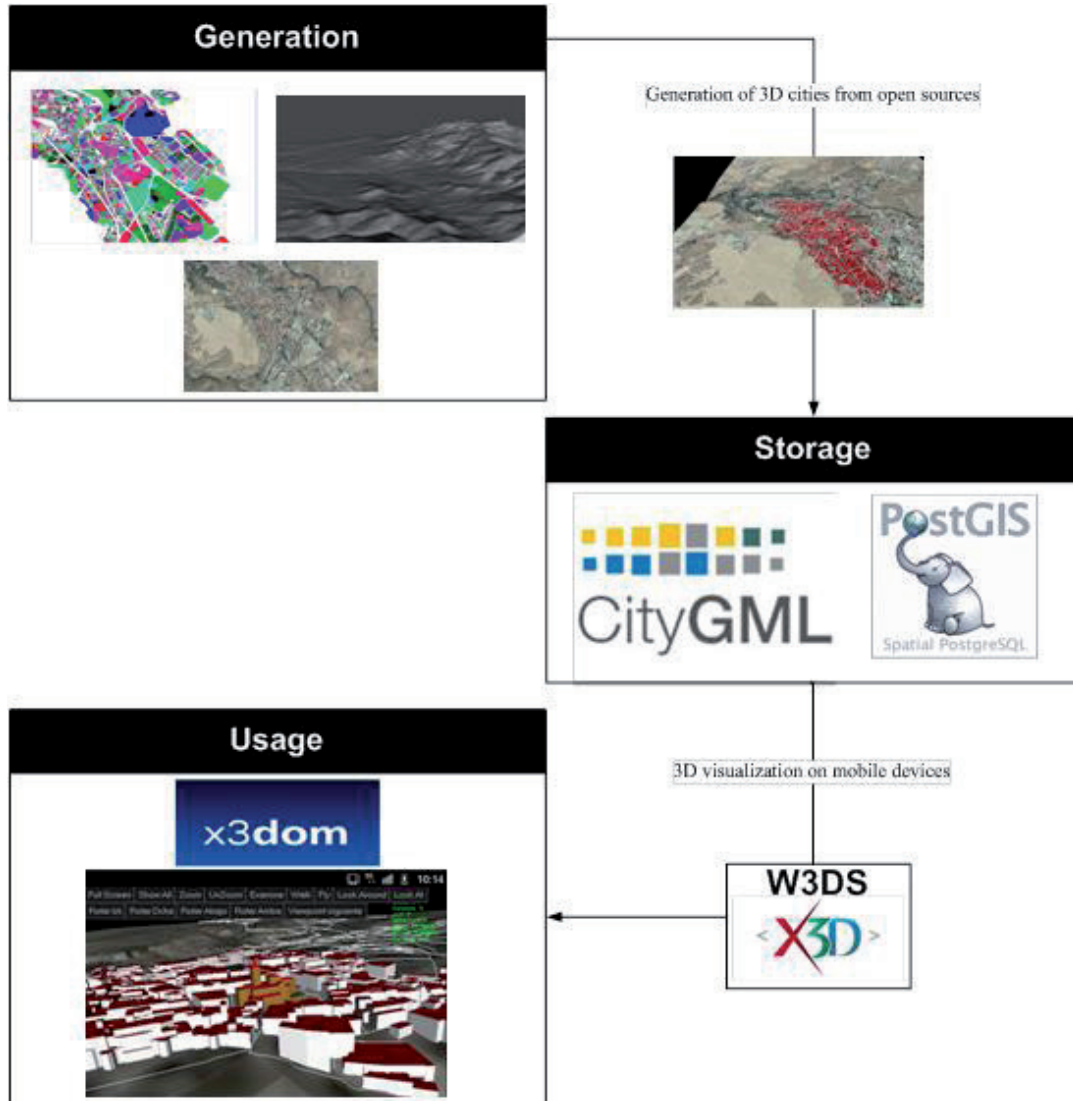 Generation
Generation of 3D cities from open sources
Storage
CityGML
PostGIS
Spatial PostgreSQL
3D visualization on mobile devices
Usage
x3dom
10:14
Full Screen Show All Zoom UnZoom Examine Walk Fly Look Around Look At
W3DS
<X3D>